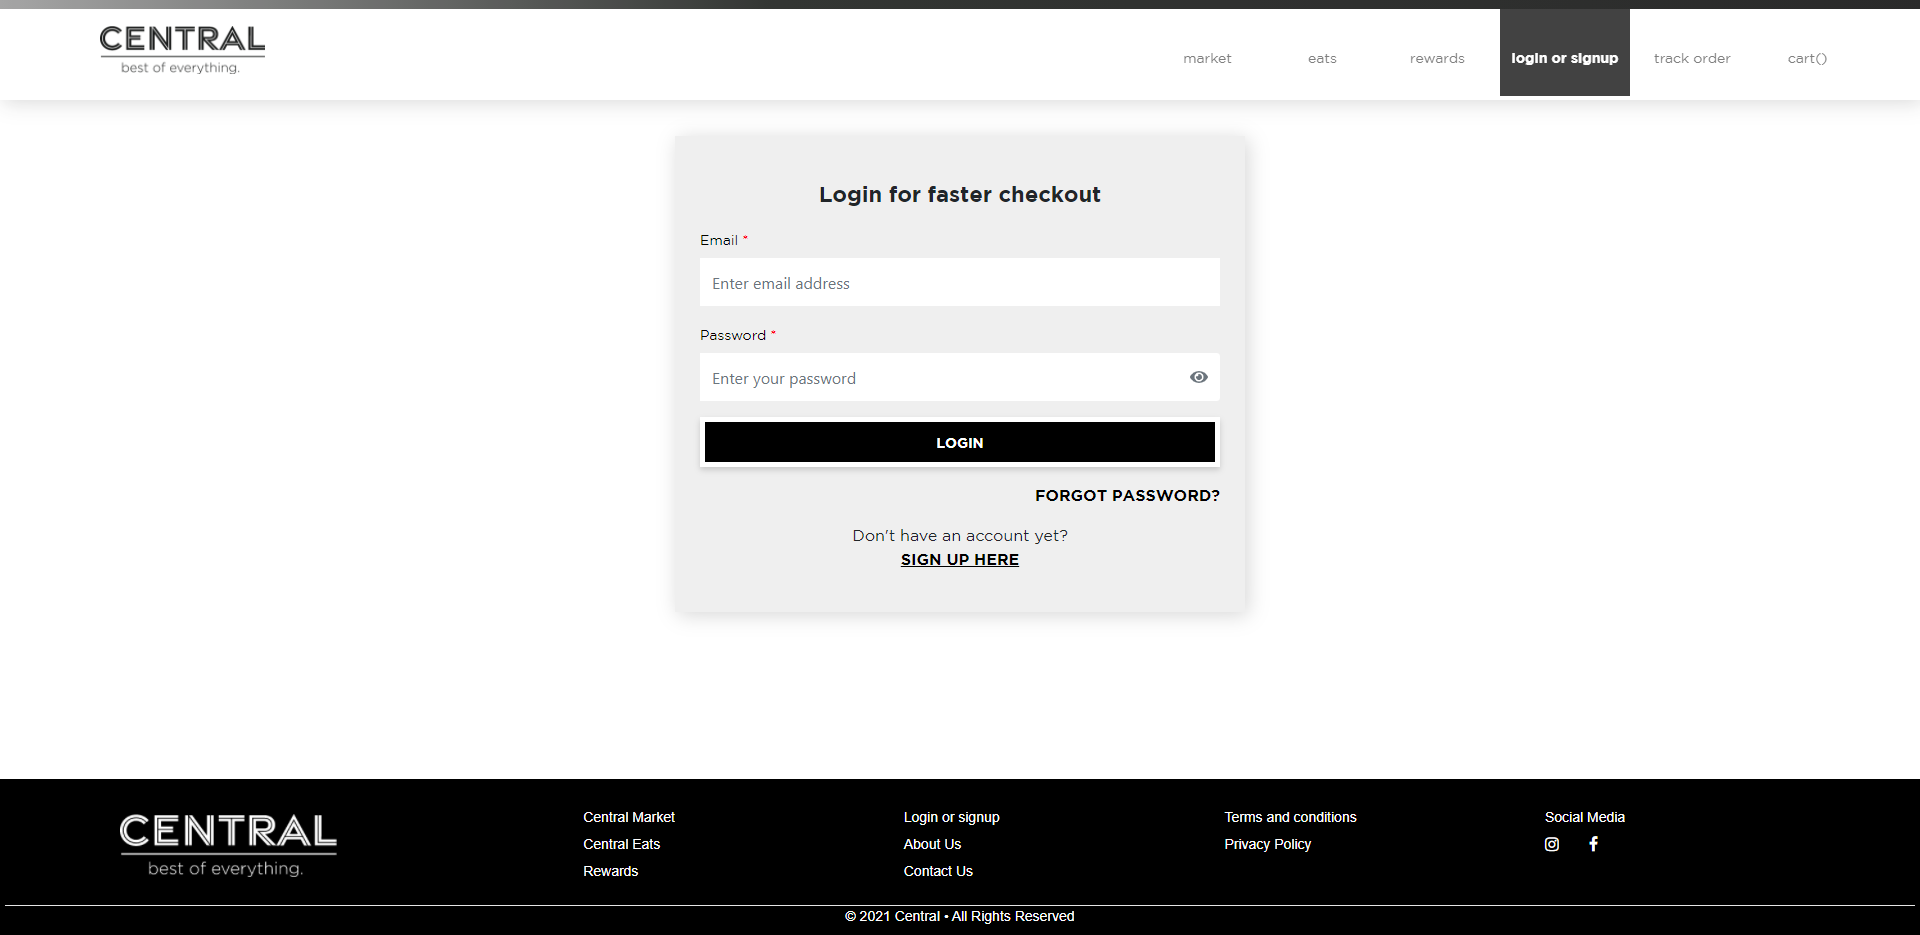 CENTRAL
best of everything.
market
eats
rewards
login or signup
track order
cart()
Login for faster checkout
Email *
Enter email address
Password *
Enter your password
LOGIN
FORGOT PASSWORD?
Don't have an account yet?
SIGN UP HERE
CENTRAL
best of everything.
Central Market
Central Eats
Rewards
Login or signup
About Us
Contact Us
Terms and conditions
Privacy Policy
Social Media
© 2021 Central • All Rights Reserved